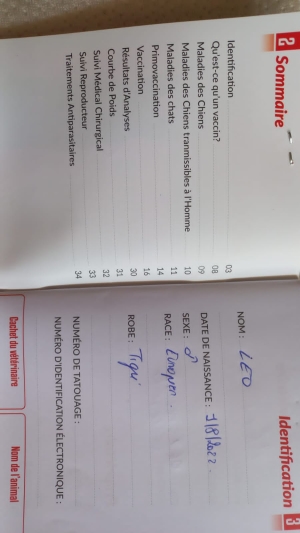 2 Sommaire
Identification 03
Qu'est-ce qu'un vaccin? 08
Maladies des Chiens 09
Maladies des Chiens tranmissibles à l'Homme 10
Maladies des chats 11
Primovaccination 14
Vaccination 16
Résultats d'Analyses 30
Courbe de Poids 31
Suivi Médical Chirurgical 32
Suivi Reproducteur 33
Traitements Antiparasitaires 34
Identification 3
NOM : LEO
DATE DE NAISSANCE : 1/8/2022
SEXE : ♂
RACE : Européen
ROBE : Tigré
NUMÉRO DE TATOUAGE :
NUMÉRO D'IDENTIFICATION ÉLECTRONIQUE :
Cachet du vétérinaire
Nom de l'animal